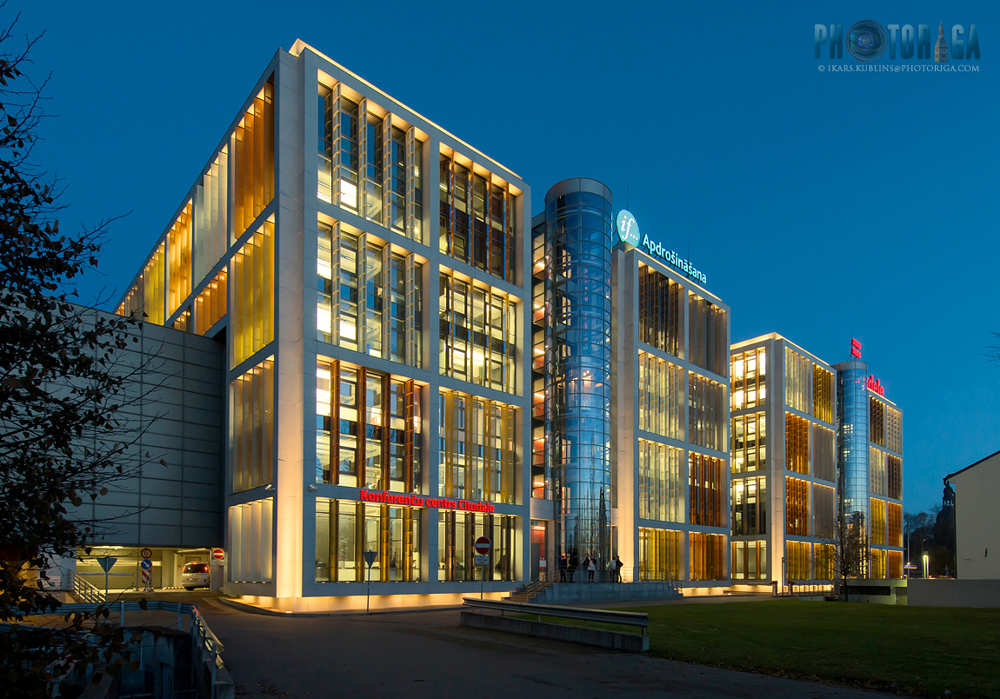 PHOTORIGA
© IKARS.KUBLINS@PHOTORIGA.COM
if...
Apdrošināšana
Konferenču centrs Citadele